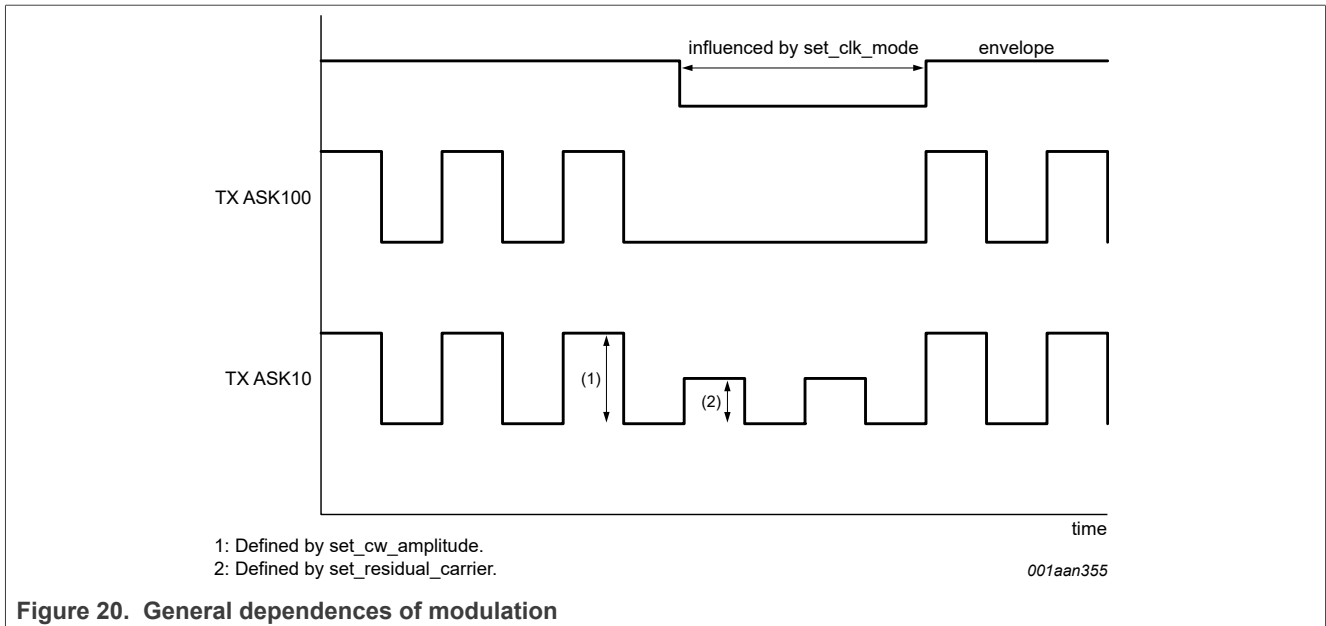 influenced by set_clk_mode
envelope
TX ASK100
TX ASK10
(1)
(2)
time
1: Defined by set_cw_amplitude.
2: Defined by set_residual_carrier.
001aan355
Figure 20. General dependences of modulation